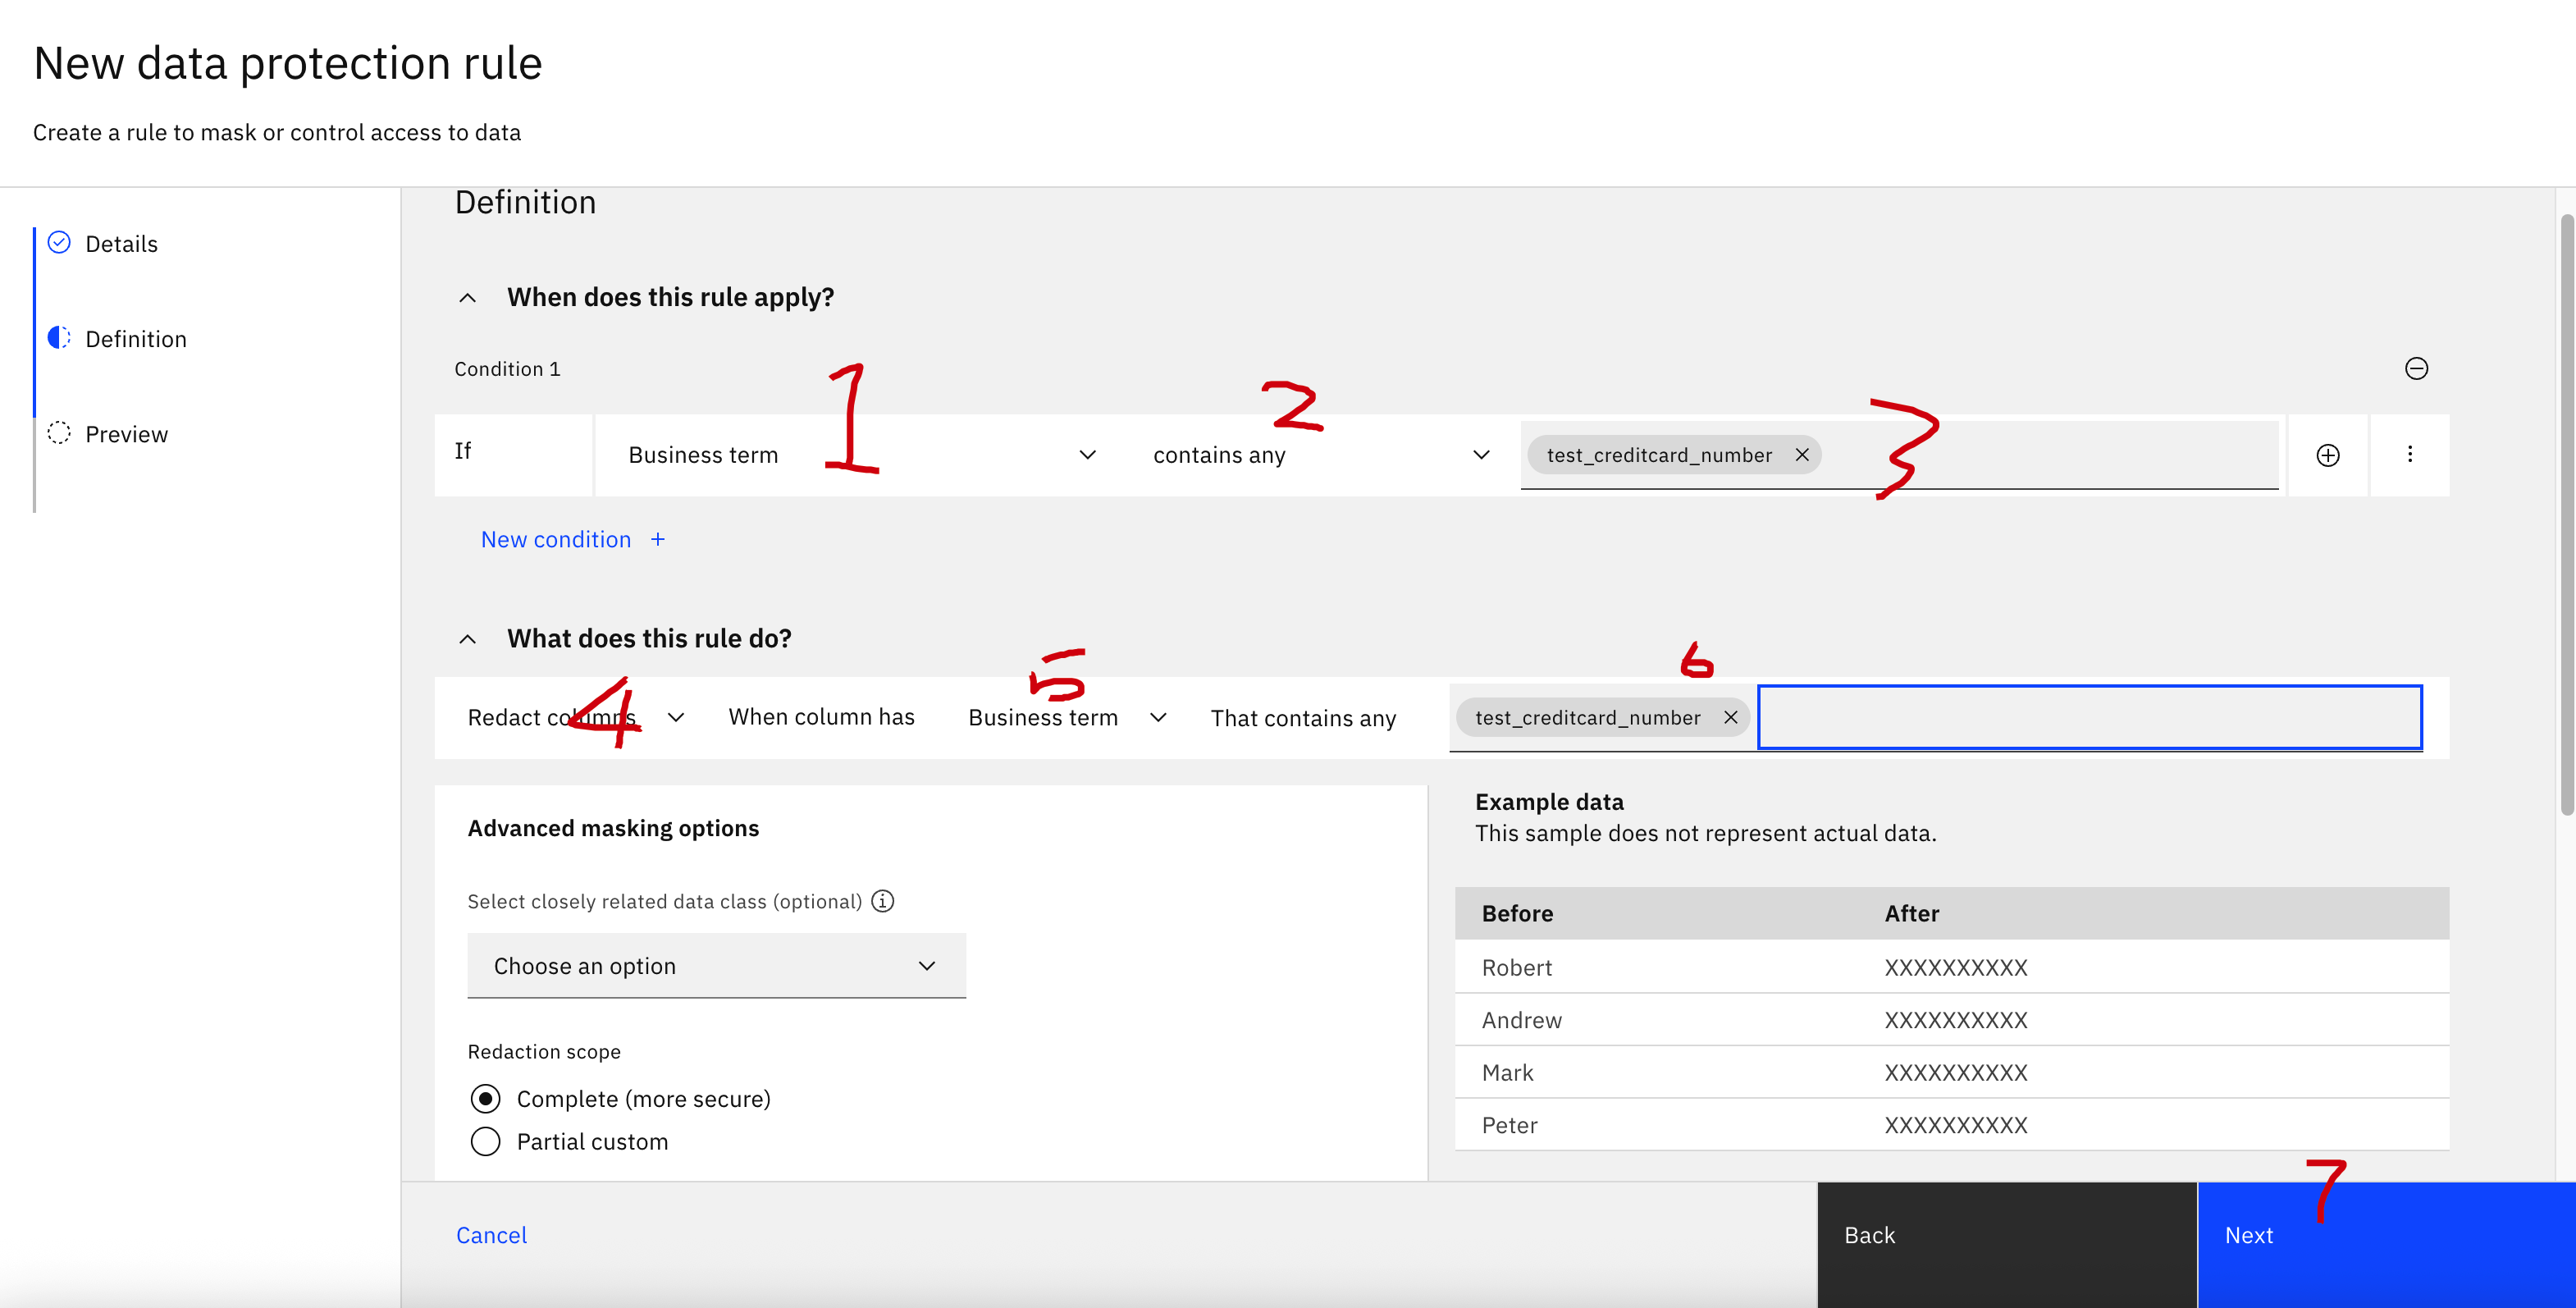 New data protection rule
Create a rule to mask or control access to data
Details
Definition
Preview
Definition
When does this rule apply?
Condition 1
1
2
3
If Business term contains any test_creditcard_number
New condition +
What does this rule do?
4
5
6
Redact columns When column has Business term That contains any test_creditcard_number
Advanced masking options
Select closely related data class (optional)
Choose an option
Redaction scope
Complete (more secure)
Partial custom
Example data
This sample does not represent actual data.
Before After
Robert XXXXXXXXXX
Andrew XXXXXXXXXX
Mark XXXXXXXXXX
Peter XXXXXXXXXX
7
Cancel Back Next